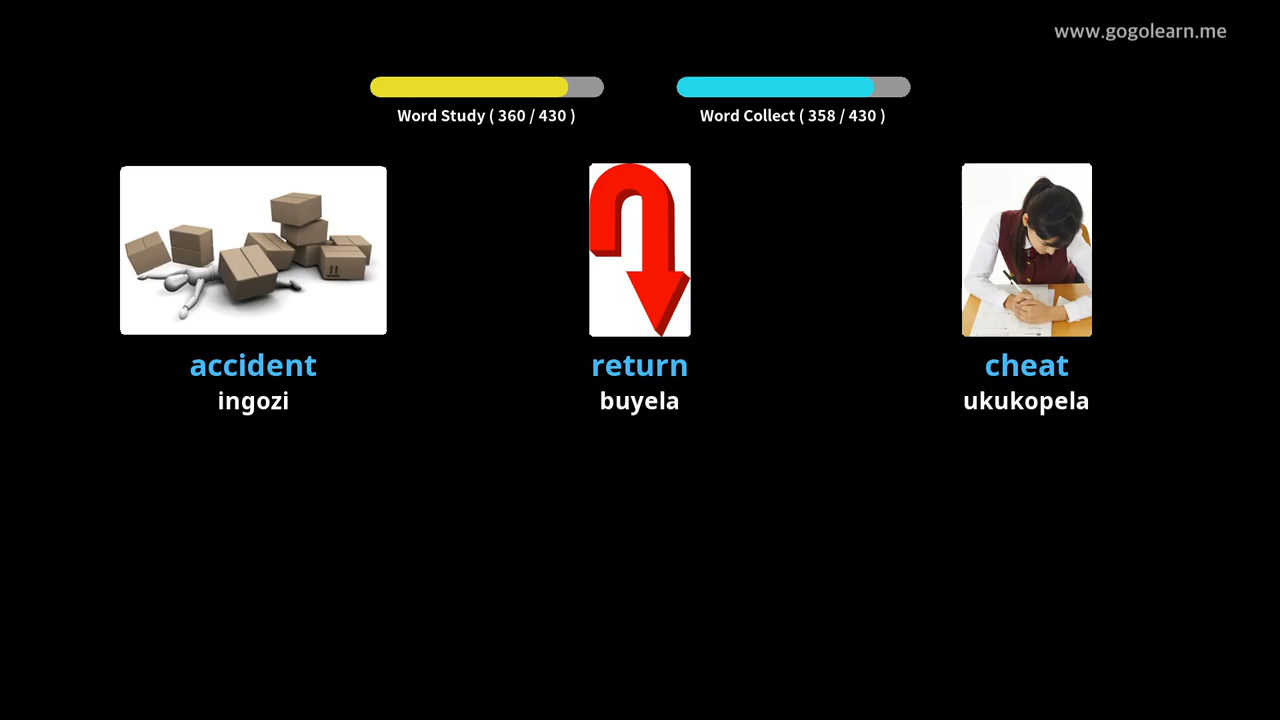 www.gogolearn.me
Word Study ( 360 / 430 )
Word Collect ( 358 / 430 )
accident
ingozi
return
buyela
cheat
ukukopela